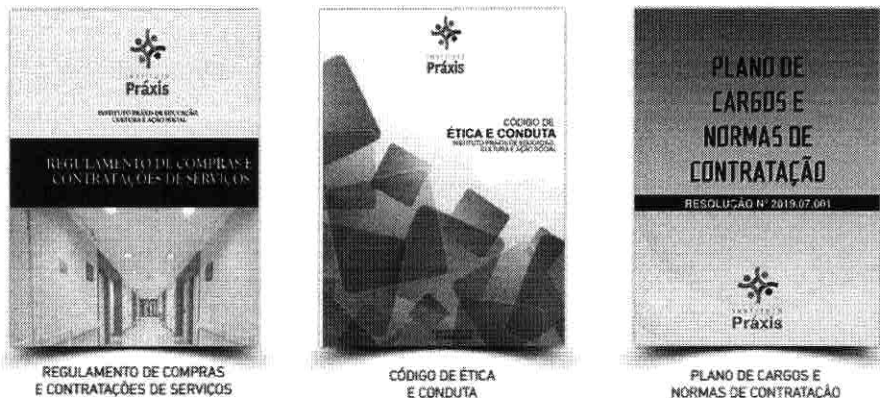 INSTITUTO
Práxis
INSTITUTO PRÁXIS DE EDUCAÇÃO,
CULTURA E AÇÃO SOCIAL
REGULAMENTO DE COMPRAS E
CONTRATAÇÕES DE SERVIÇOS
REGULAMENTO DE COMPRAS
E CONTRATAÇÕES DE SERVIÇOS
INSTITUTO
Práxis
CÓDIGO DE
ÉTICA E CONDUTA
INSTITUTO PRÁXIS DE EDUCAÇÃO,
CULTURA E AÇÃO SOCIAL
CÓDIGO DE ÉTICA
E CONDUTA
PLANO DE
CARGOS E
NORMAS DE
CONTRATAÇÃO
RESOLUÇÃO Nº 2019.07.001
INSTITUTO
Práxis
PLANO DE CARGOS E
NORMAS DE CONTRATAÇÃO